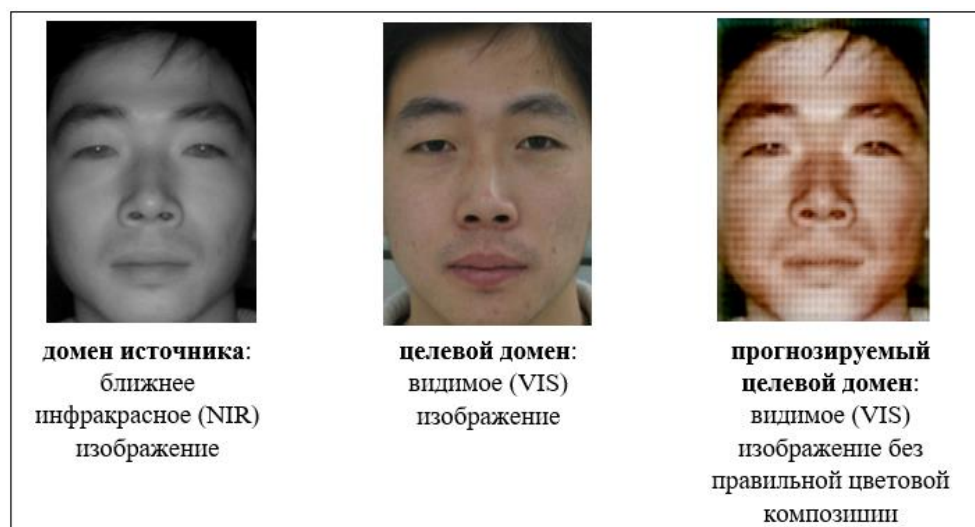 домен источника:
ближнее
инфракрасное (NIR)
изображение
целевой домен:
видимое (VIS)
изображение
прогнозируемый
целевой домен:
видимое (VIS)
изображение без
правильной цветовой
композиции